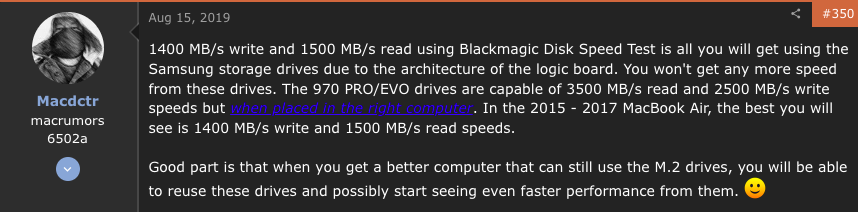 Aug 15, 2019
#350
1400 MB/s write and 1500 MB/s read using Blackmagic Disk Speed Test is all you will get using the
Samsung storage drives due to the architecture of the logic board. You won't get any more speed
from these drives. The 970 PRO/EVO drives are capable of 3500 MB/s read and 2500 MB/s write
speeds but when placed in the right computer. In the 2015 - 2017 MacBook Air, the best you will
see is 1400 MB/s write and 1500 MB/s read speeds.
Good part is that when you get a better computer that can still use the M.2 drives, you will be able
to reuse these drives and possibly start seeing even faster performance from them.
Macdctr
macrumors
6502a